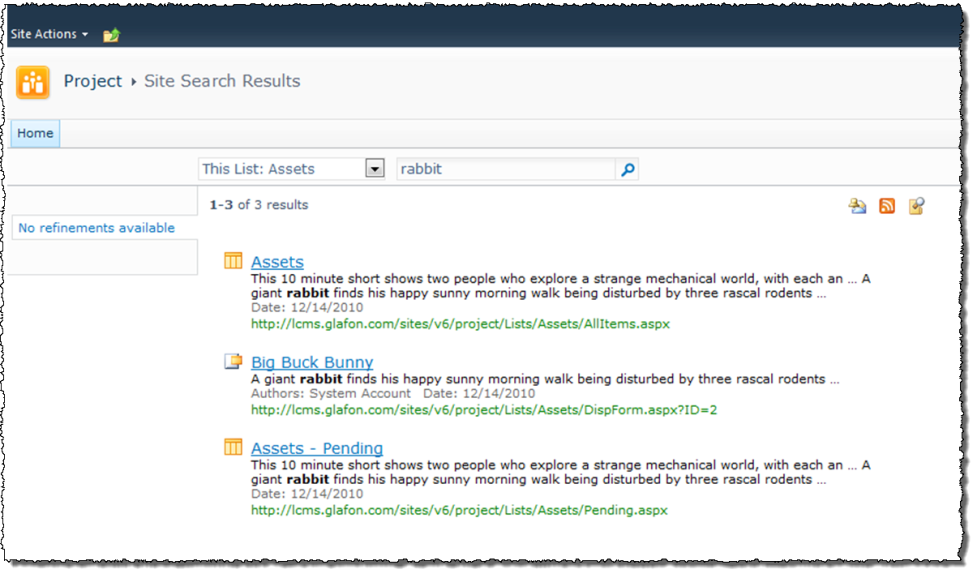 Site Actions
Project ▸ Site Search Results
Home
This List: Assets rabbit
1-3 of 3 results
No refinements available
Assets
This 10 minute short shows two people who explore a strange mechanical world, with each an ... A
giant rabbit finds his happy sunny morning walk being disturbed by three rascal rodents ...
Date: 12/14/2010
http://lcms.glafon.com/sites/v6/project/Lists/Assets/AllItems.aspx
Big Buck Bunny
A giant rabbit finds his happy sunny morning walk being disturbed by three rascal rodents ...
Authors: System Account Date: 12/14/2010
http://lcms.glafon.com/sites/v6/project/Lists/Assets/DispForm.aspx?ID=2
Assets - Pending
This 10 minute short shows two people who explore a strange mechanical world, with each an ... A
giant rabbit finds his happy sunny morning walk being disturbed by three rascal rodents ...
Date: 12/14/2010
http://lcms.glafon.com/sites/v6/project/Lists/Assets/Pending.aspx